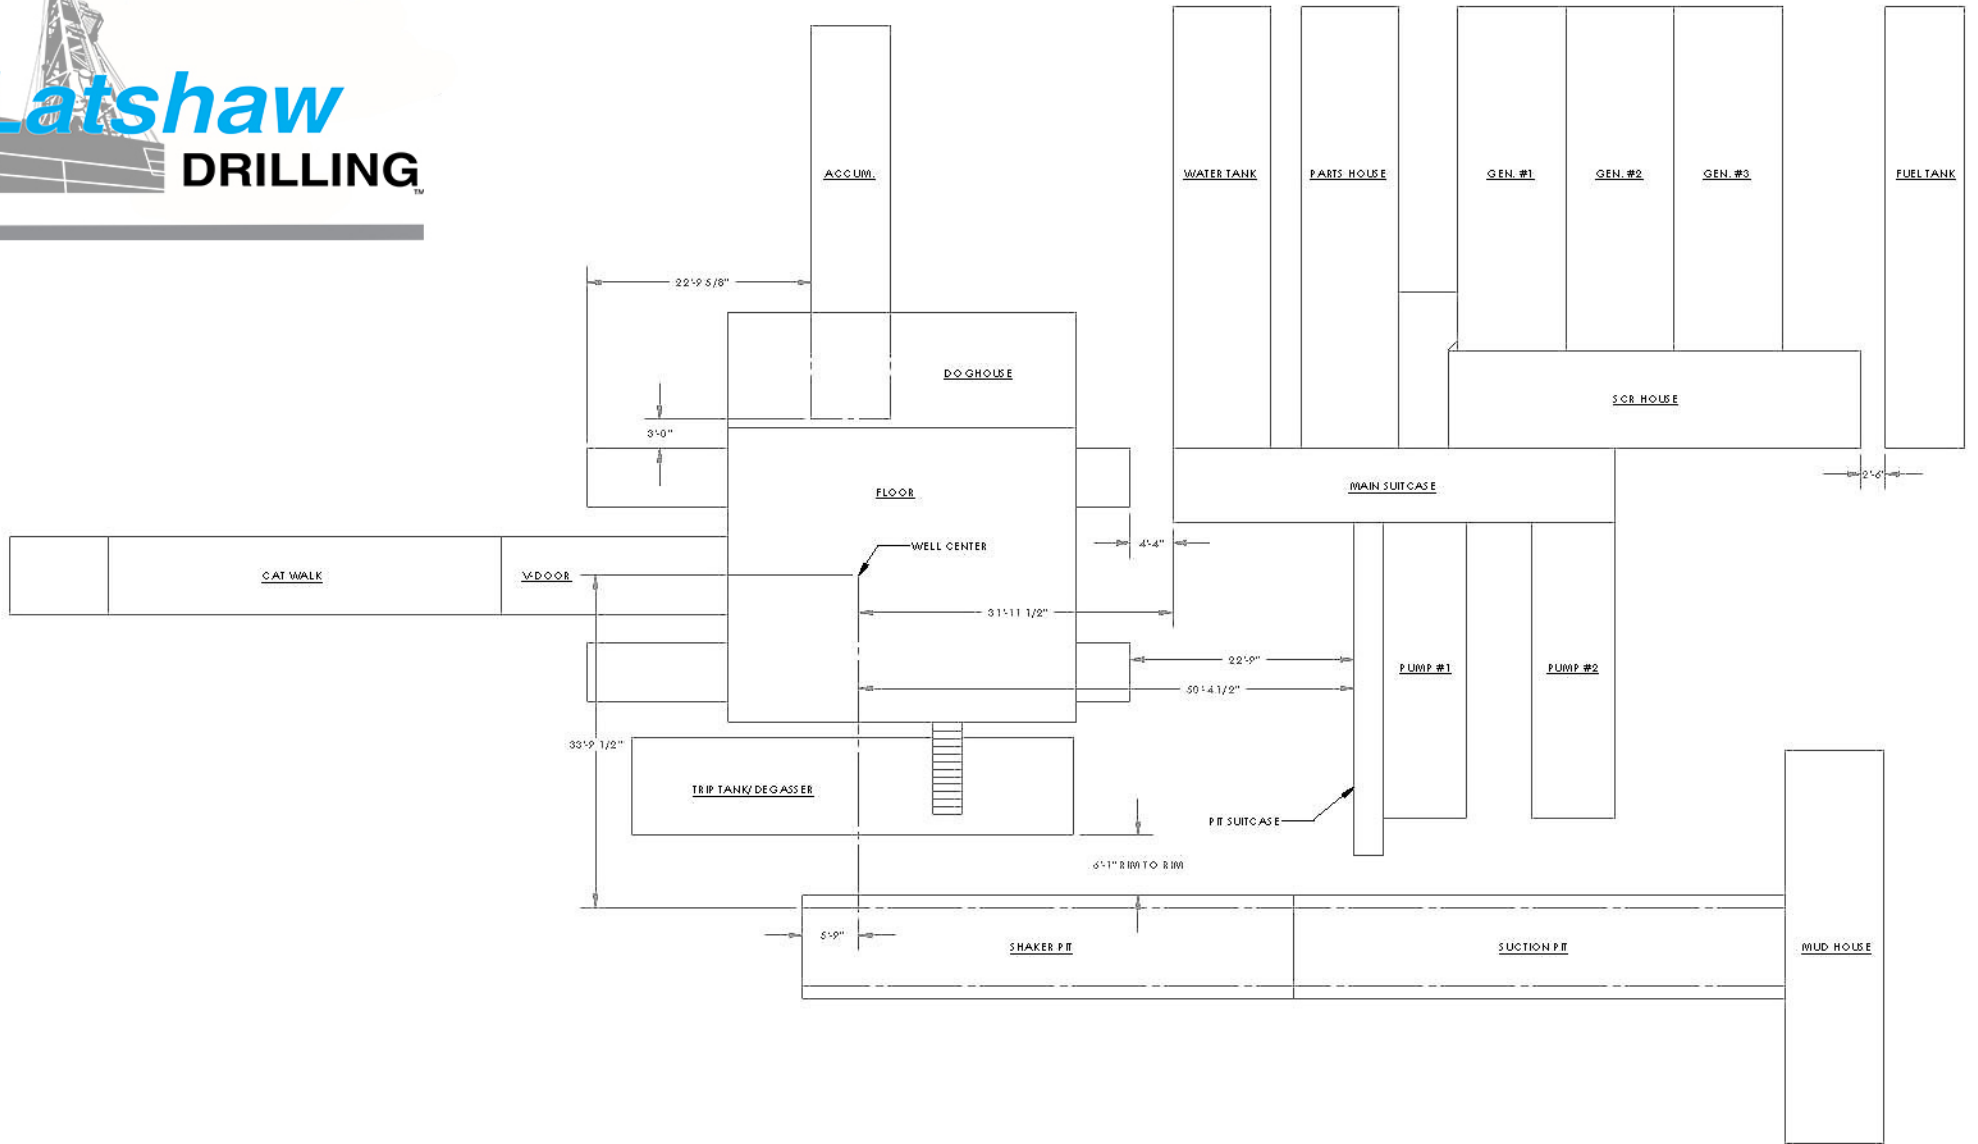 Latshaw
DRILLING™
ACCUM.
WATER TANK
PARTS HOUSE
GEN. #1
GEN. #2
GEN. #3
FUEL TANK
22'-9 5/8"
DOGHOUSE
SCR HOUSE
3'-0"
2'-6"
MAIN SUITCASE
FLOOR
WELL CENTER
4'-4"
CAT WALK
V-DOOR
31'-11 1/2"
22'-9"
PUMP #1
PUMP #2
50'-4 1/2"
33'-9 1/2"
TRIP TANK/DEGASSER
PIT SUITCASE
6'-1" RIM TO RIM
5'-9"
SHAKER PIT
SUCTION PIT
MUD HOUSE